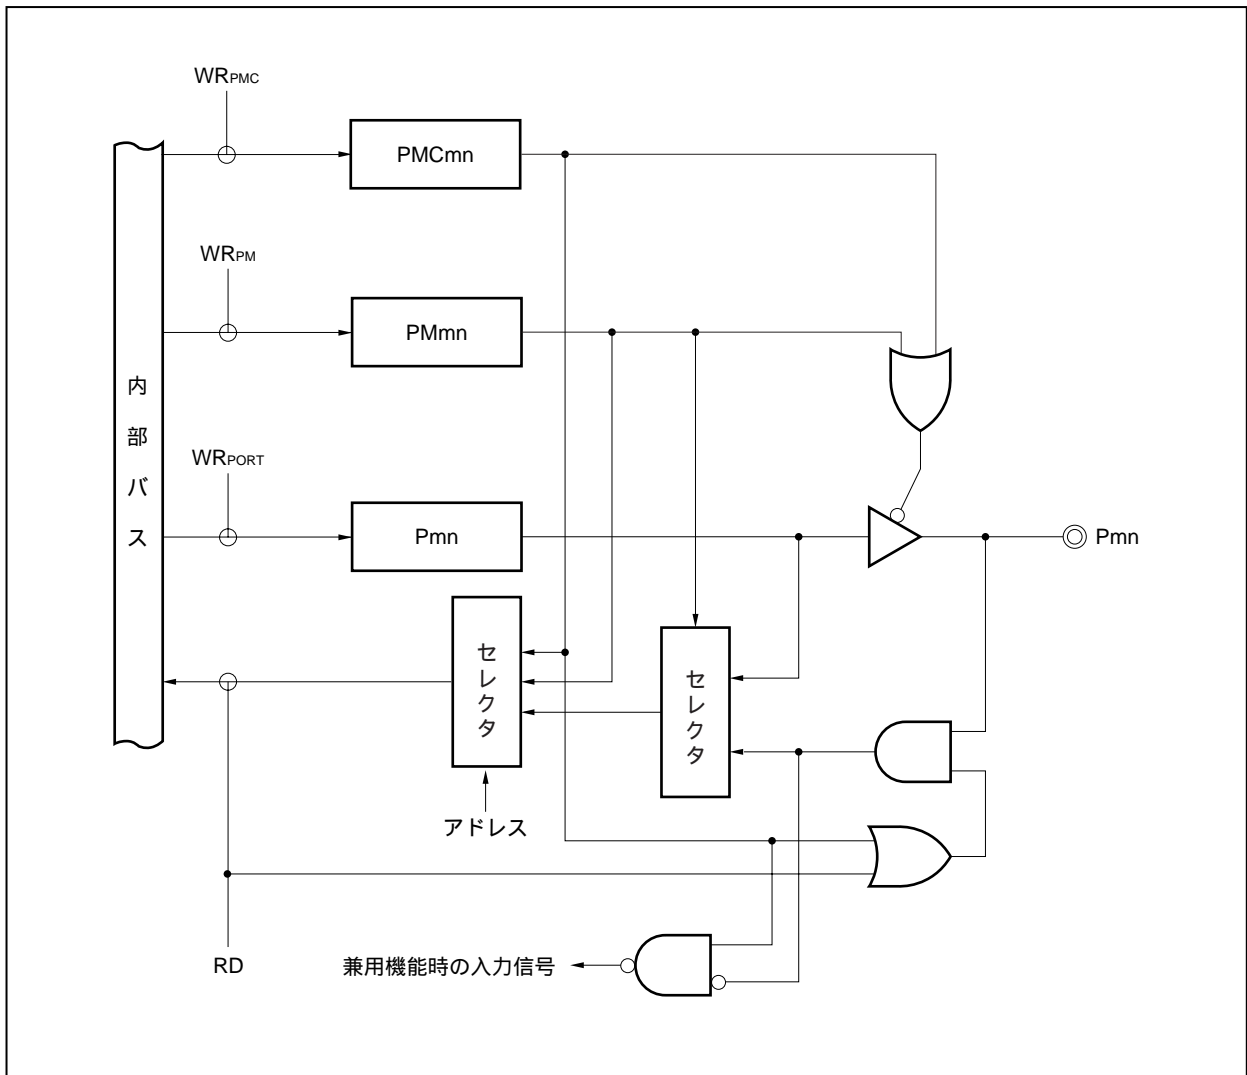 WRPMC
PMCmn
WRPM
PMmn
内部バス
WRPORT
Pmn
Pmn
セレクタ
セレクタ
アドレス
RD
兼用機能時の入力信号